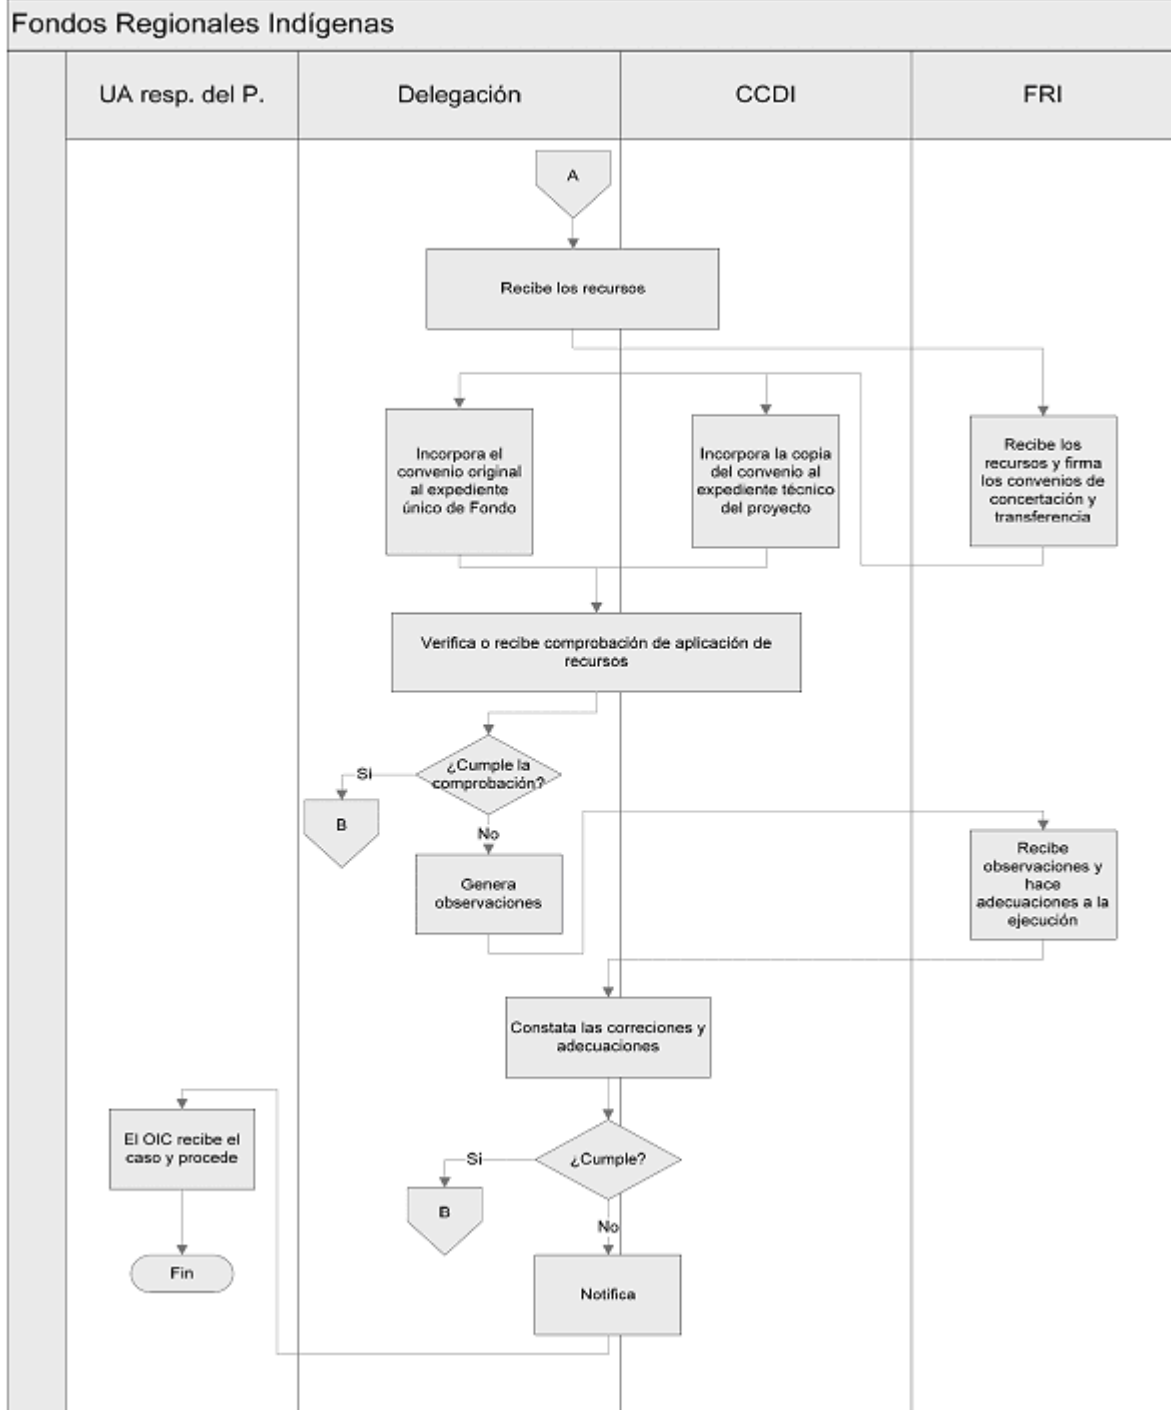 Fondos Regionales Indígenas
UA resp. del P.
Delegación
CCDI
FRI
A
Recibe los recursos
Incorpora el
convenio original
al expediente
único de Fondo
Incorpora la copia
del convenio al
expediente técnico
del proyecto
Recibe los
recursos y firma
los convenios de
concertación y
transferencia
Verifica o recibe comprobación de aplicación de
recursos
¿Cumple la
comprobación?
Si
B
No
Genera
observaciones
Recibe
observaciones y
hace
adecuaciones a la
ejecución
Constata las correciones y
adecuaciones
El OIC recibe el
caso y procede
¿Cumple?
Si
B
No
Fin
Notifica